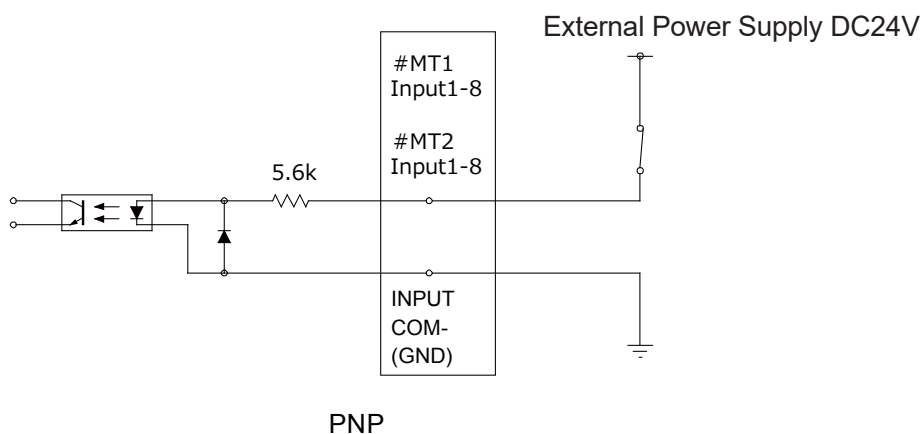 External Power Supply DC24V
#MT1
Input1-8
#MT2
Input1-8
5.6k
INPUT
COM-
(GND)
PNP